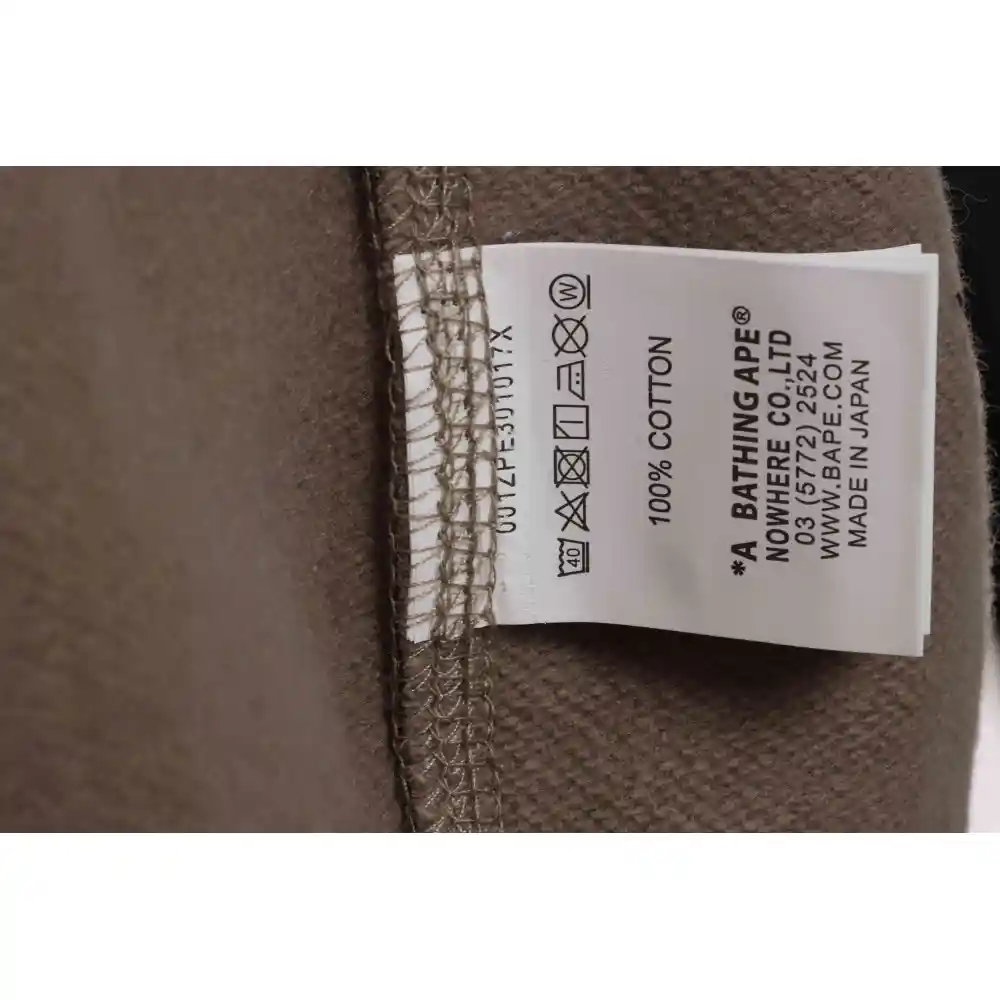 001ZPE301017X
40 W
100% COTTON
*A BATHING APE®
NOWHERE CO.,LTD
03 (5772) 2524
WWW.BAPE.COM
MADE IN JAPAN